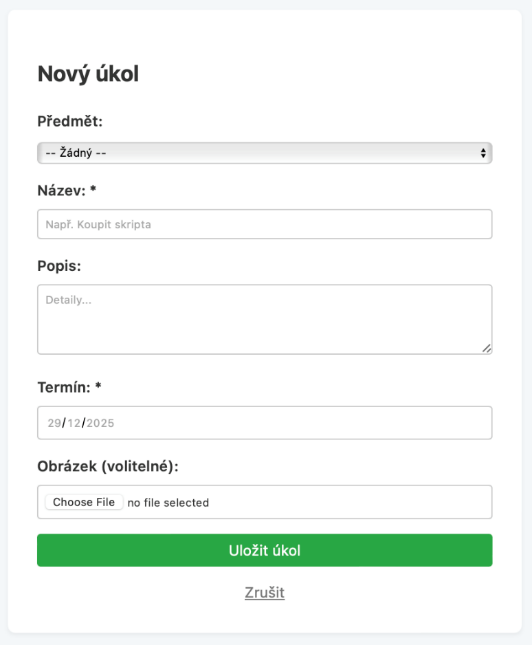 Nový úkol
Předmět:
-- Žádný --
Název: *
Např. Koupit skripta
Popis:
Detaily...
Termín: *
29/12/2025
Obrázek (volitelné):
Choose File no file selected
Uložit úkol
Zrušit